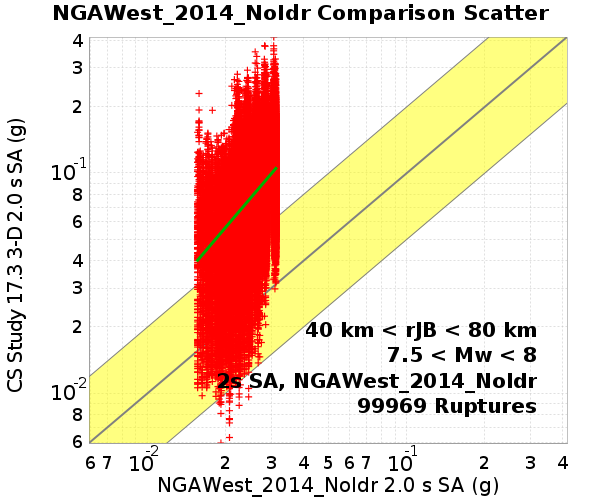 NGAWest_2014_NoIdr Comparison Scatter
CS Study 17.3 3-D 2.0 s SA (g)
4
3
2
10⁻¹
8
6
4
3
2
10⁻²
8
6
40 km < rJB < 80 km
7.5 < Mw < 8
2s SA, NGAWest_2014_NoIdr
99969 Ruptures
6 7 10⁻² 2 3 4 5 6 7 10⁻¹ 2 3 4
NGAWest_2014_NoIdr 2.0 s SA (g)